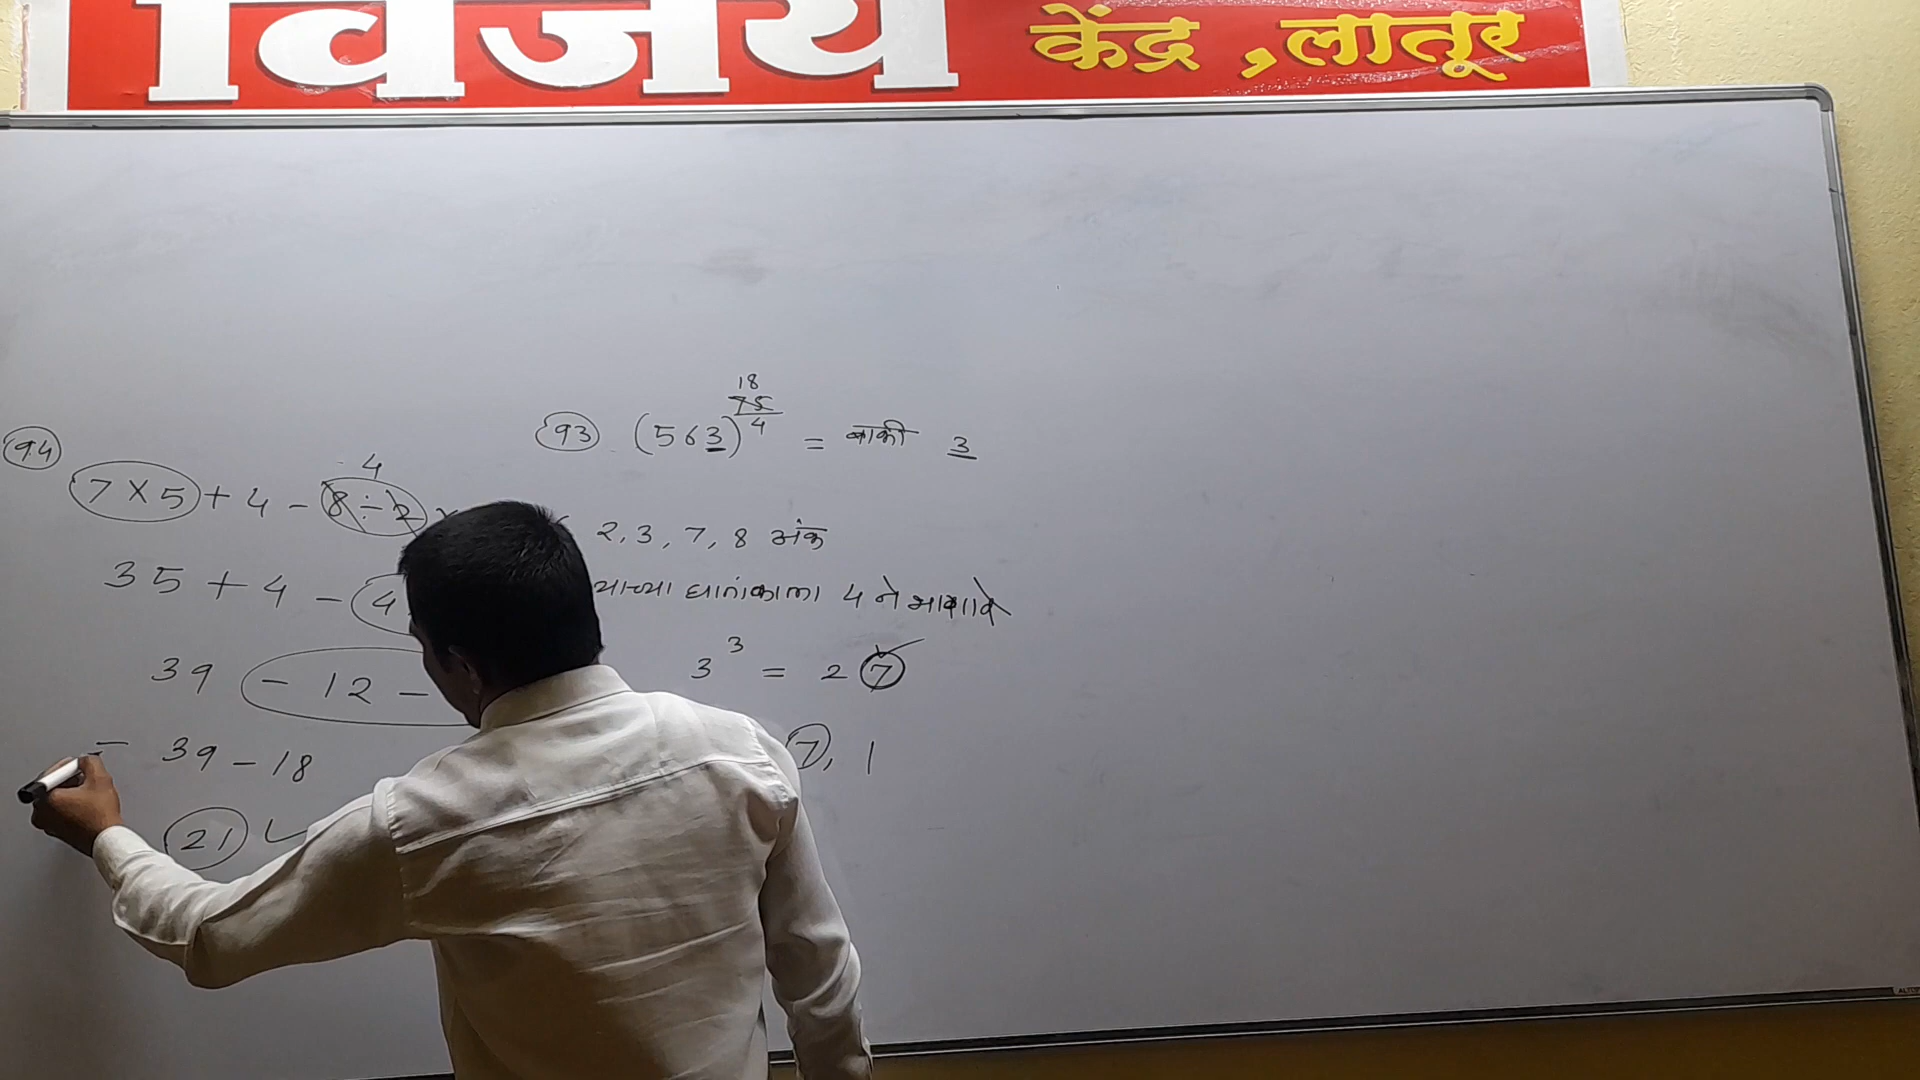 विजय केंद्र, लातूर
94
4
7 × 5 + 4 - 8 ÷ 2
35 + 4 - 4
39 - 12 -
= 39 - 18
21 ✓
93 (563)^75/4 = बाकी 3
18
2, 3, 7, 8 अंक
याच्या घातांकाला 4 ने भागावे
3^3 = 27 ✓
7, 1